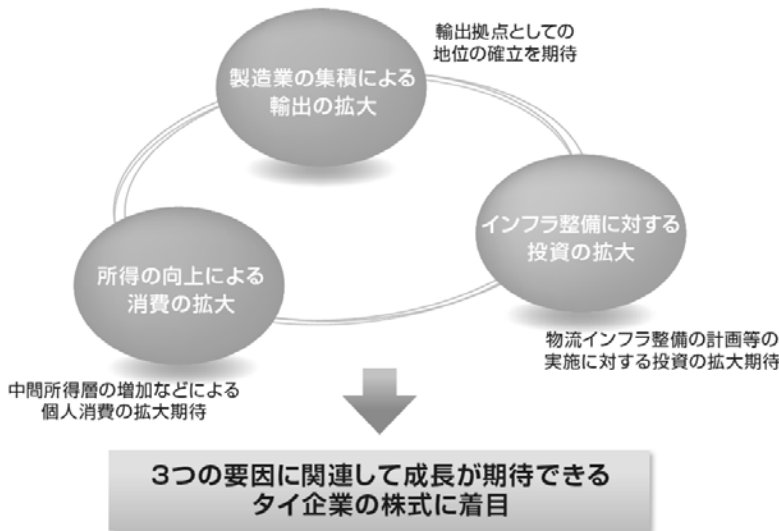 輸出拠点としての
地位の確立を期待
製造業の集積による
輸出の拡大
インフラ整備に対する
投資の拡大
所得の向上による
消費の拡大
物流インフラ整備の計画等の
実施に対する投資の拡大期待
中間所得層の増加などによる
個人消費の拡大期待
3つの要因に関連して成長が期待できる
タイ企業の株式に着目